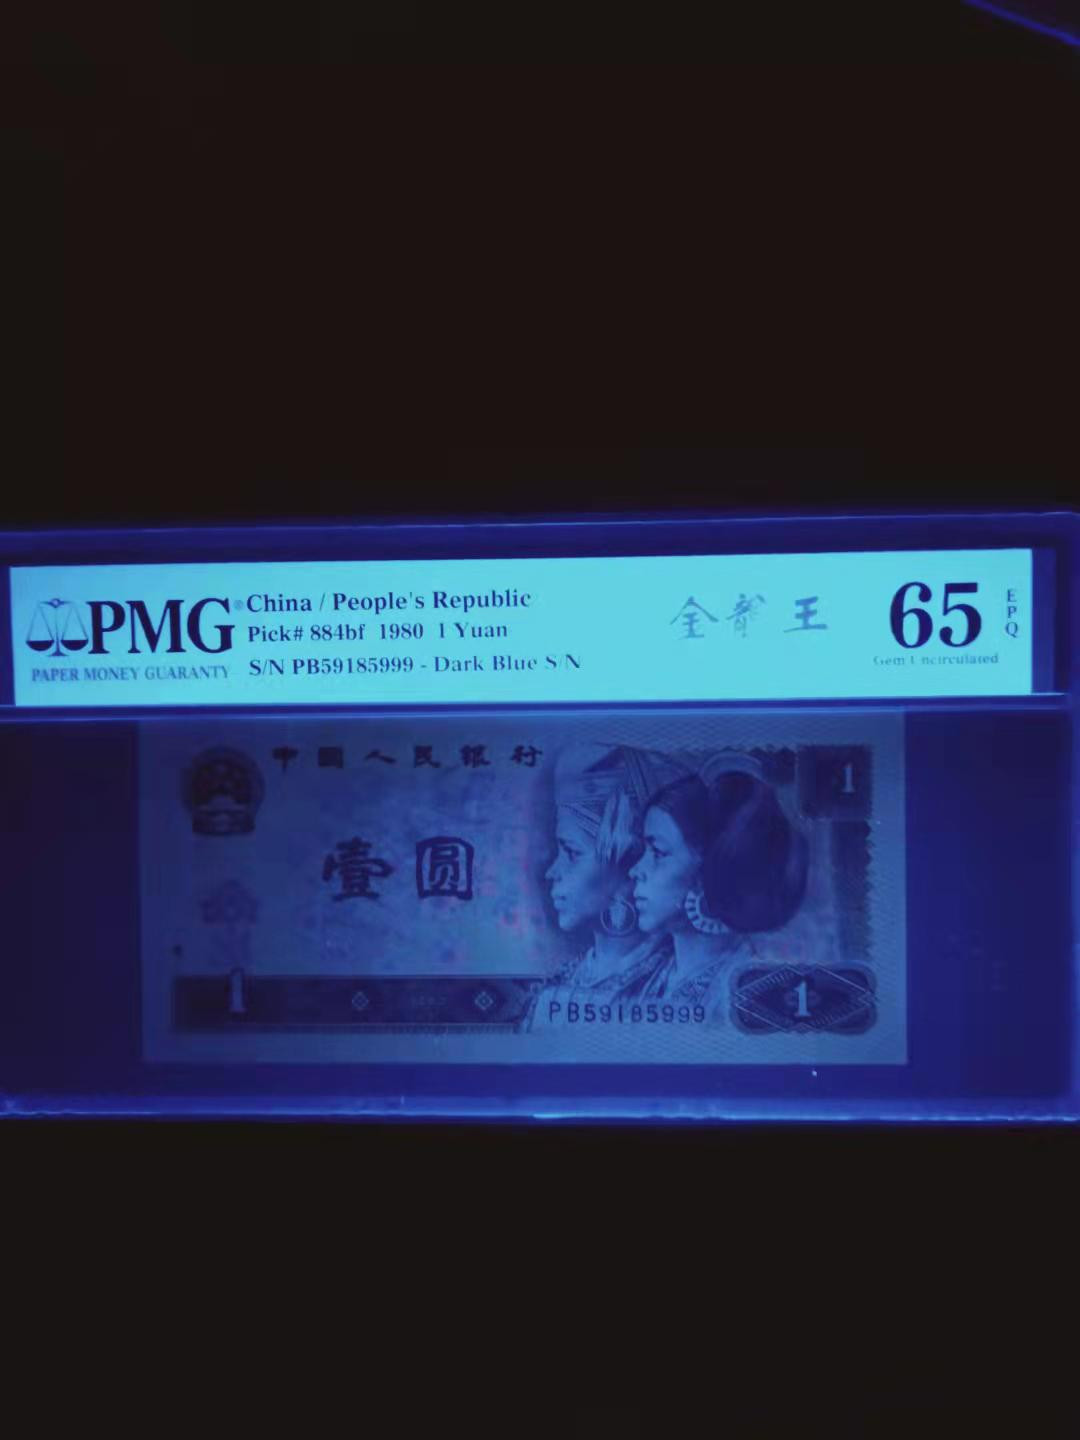 PMG®
PAPER MONEY GUARANTY
China / People's Republic
Pick# 884bf 1980 1 Yuan
S/N PB59185999 - Dark Blue S/N
金龍王
65
EPQ
Gem Uncirculated
中国人民银行
1
壹圆
1
PB59185999
1